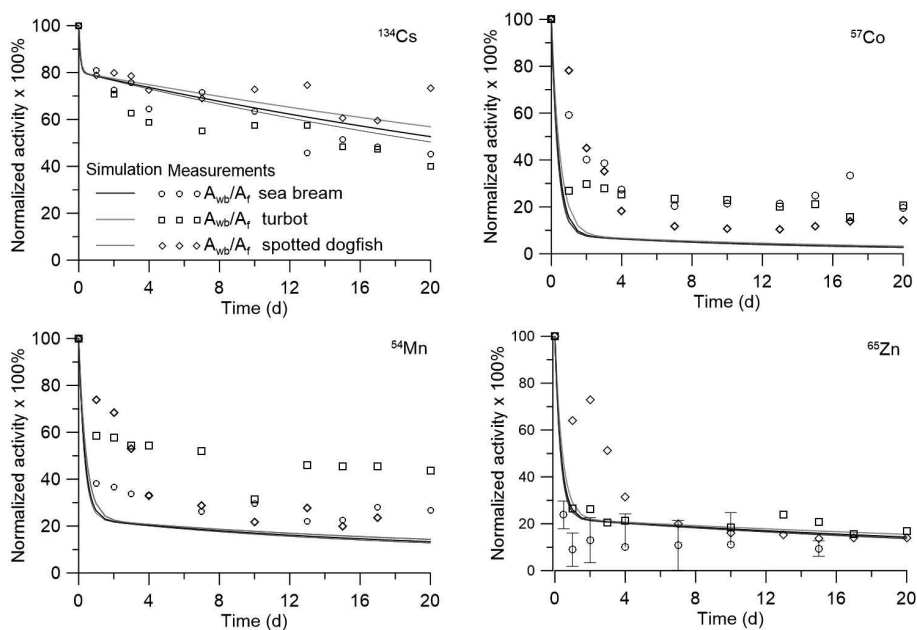 Normalized activity x 100%
100
80
60
40
20
0
¹³⁴Cs
Simulation Measurements
A_wb/A_f sea bream
A_wb/A_f turbot
A_wb/A_f spotted dogfish
0 4 8 12 16 20
Time (d)
Normalized activity x 100%
100
80
60
40
20
0
⁵⁷Co
0 4 8 12 16 20
Time (d)
Normalized activity x 100%
100
80
60
40
20
0
⁵⁴Mn
0 4 8 12 16 20
Time (d)
Normalized activity x 100%
100
80
60
40
20
0
⁶⁵Zn
0 4 8 12 16 20
Time (d)